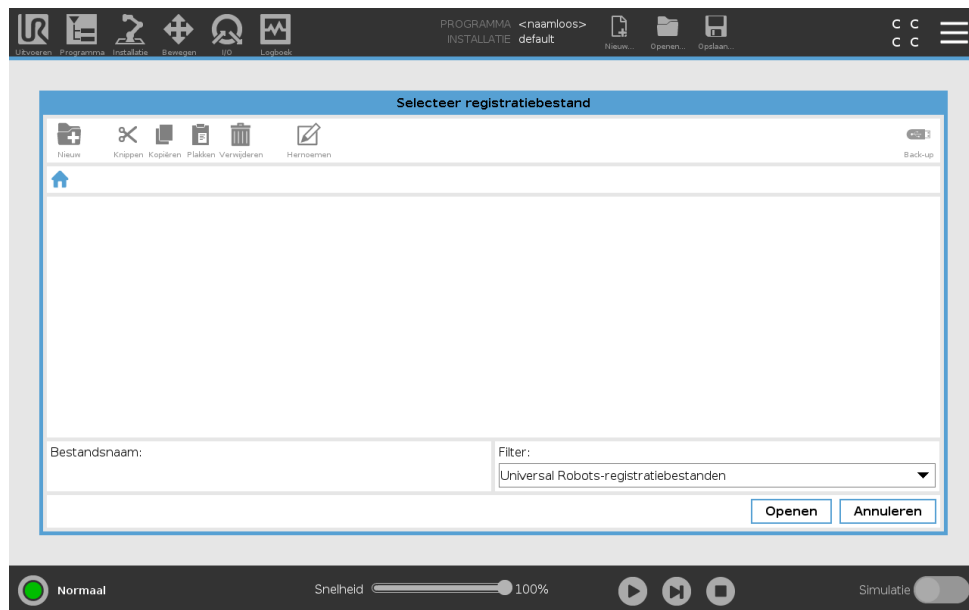 UR
Uitvoeren Programma Installatie Bewegen I/O Logboek
PROGRAMMA <naamloos>
INSTALLATIE default
Nieuw... Openen... Opslaan...
C C
C C
Selecteer registratiebestand
Nieuw Knippen Kopiëren Plakken Verwijderen Hernoemen Back-up
Bestandsnaam:
Filter:
Universal Robots-registratiebestanden
Openen Annuleren
Normaal Snelheid 100% Simulatie